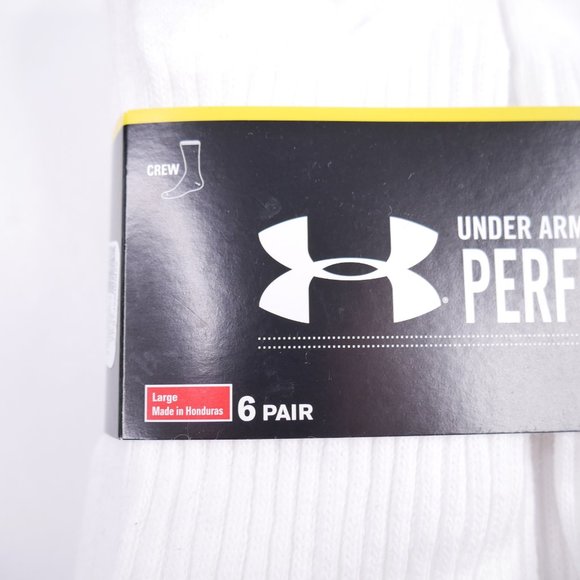 CREW
UNDER ARM
PERF
Large
Made in Honduras
6 PAIR